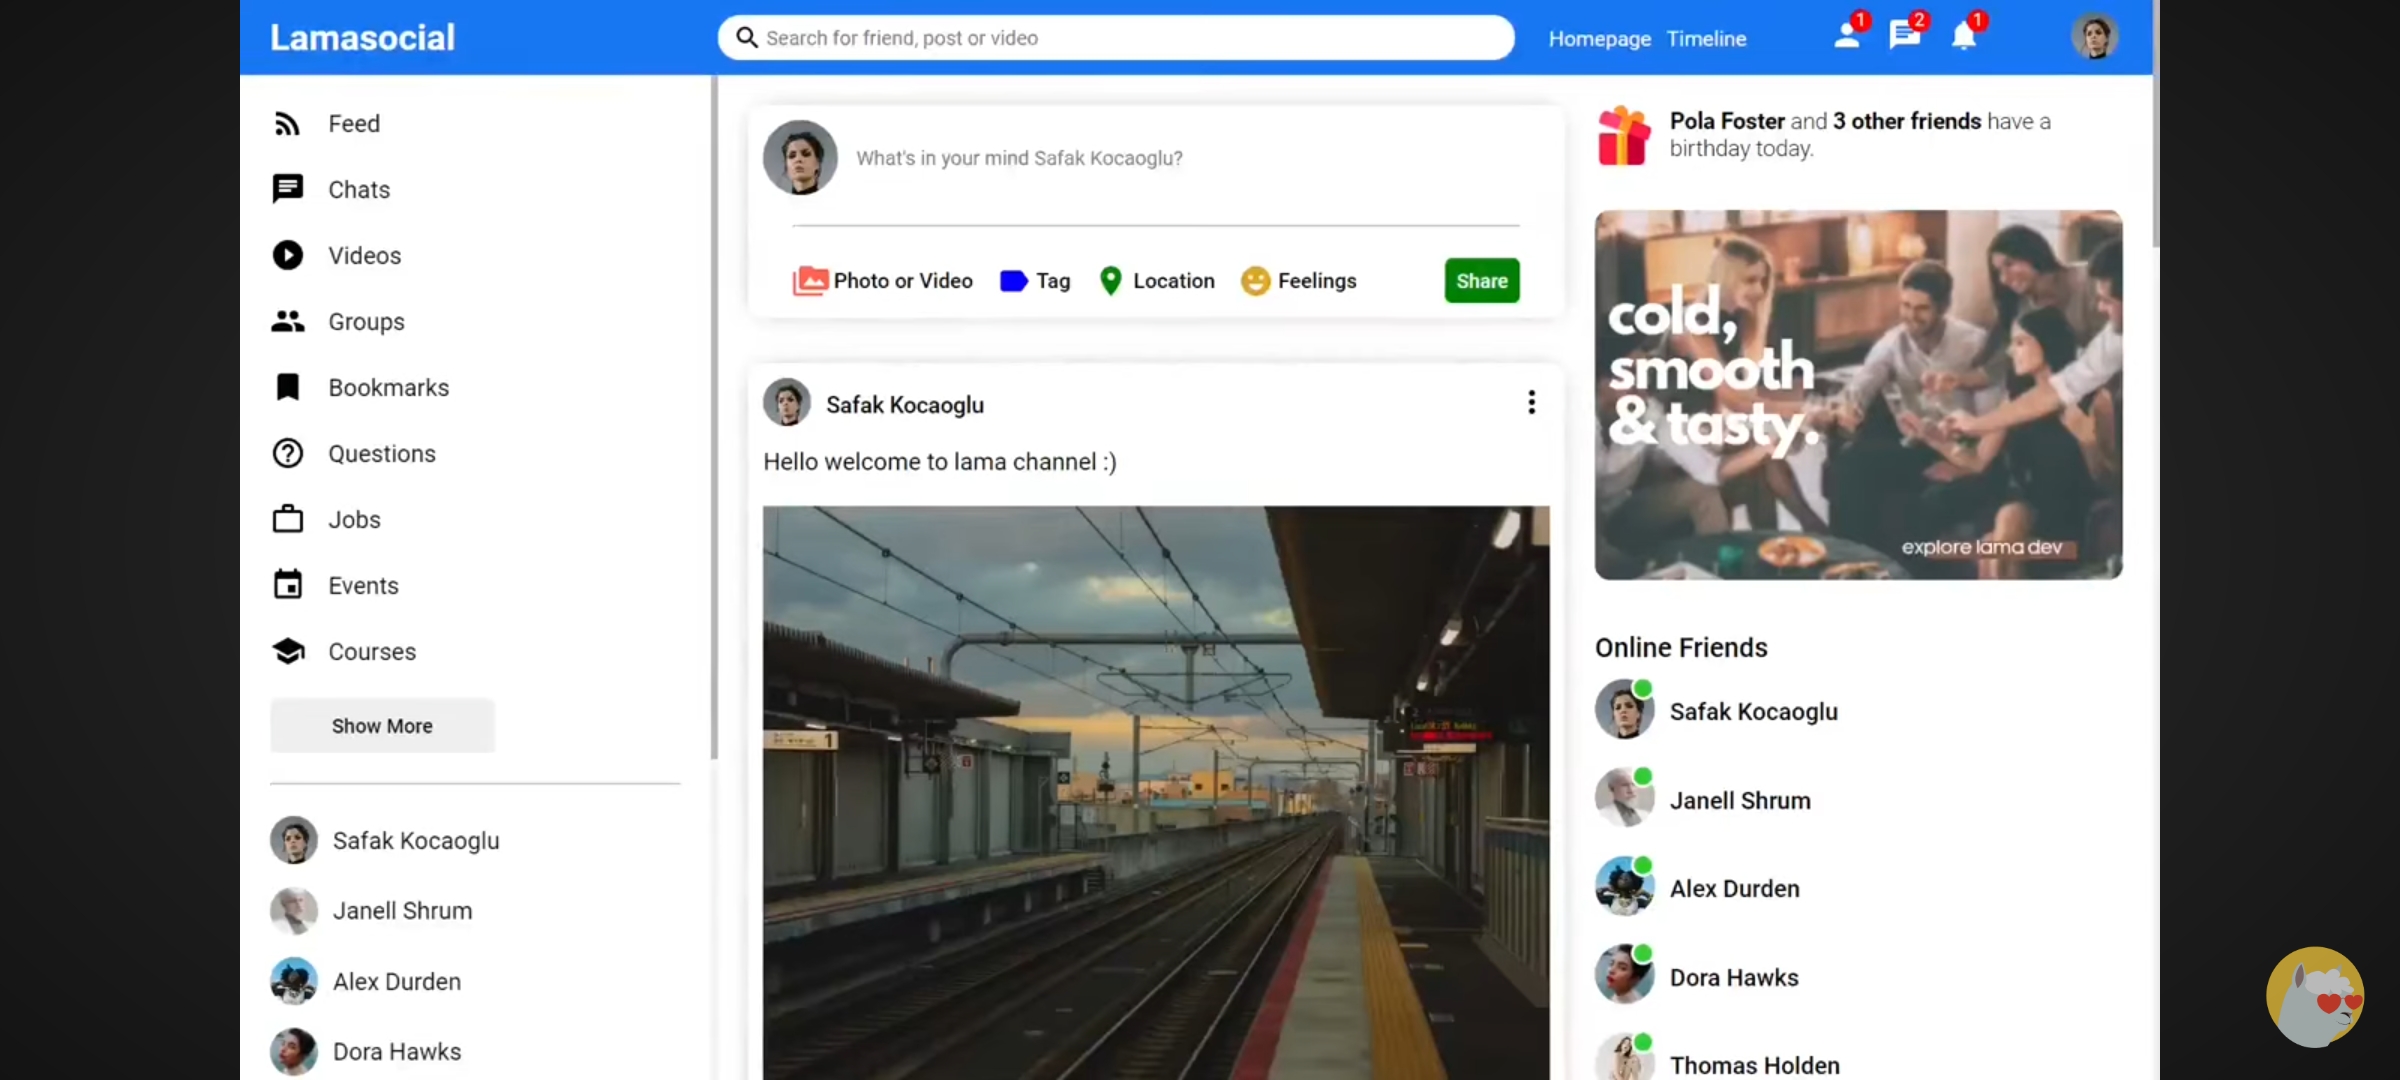 Lamasocial
Search for friend, post or video
Homepage Timeline
1
2
1
Feed
Chats
Videos
Groups
Bookmarks
Questions
Jobs
Events
Courses
Show More
Safak Kocaoglu
Janell Shrum
Alex Durden
Dora Hawks
What's in your mind Safak Kocaoglu?
Photo or Video Tag Location Feelings Share
Safak Kocaoglu
Hello welcome to lama channel :)
1
Pola Foster and 3 other friends have a
birthday today.
cold,
smooth
& tasty.
explore lama dev
Online Friends
Safak Kocaoglu
Janell Shrum
Alex Durden
Dora Hawks
Thomas Holden